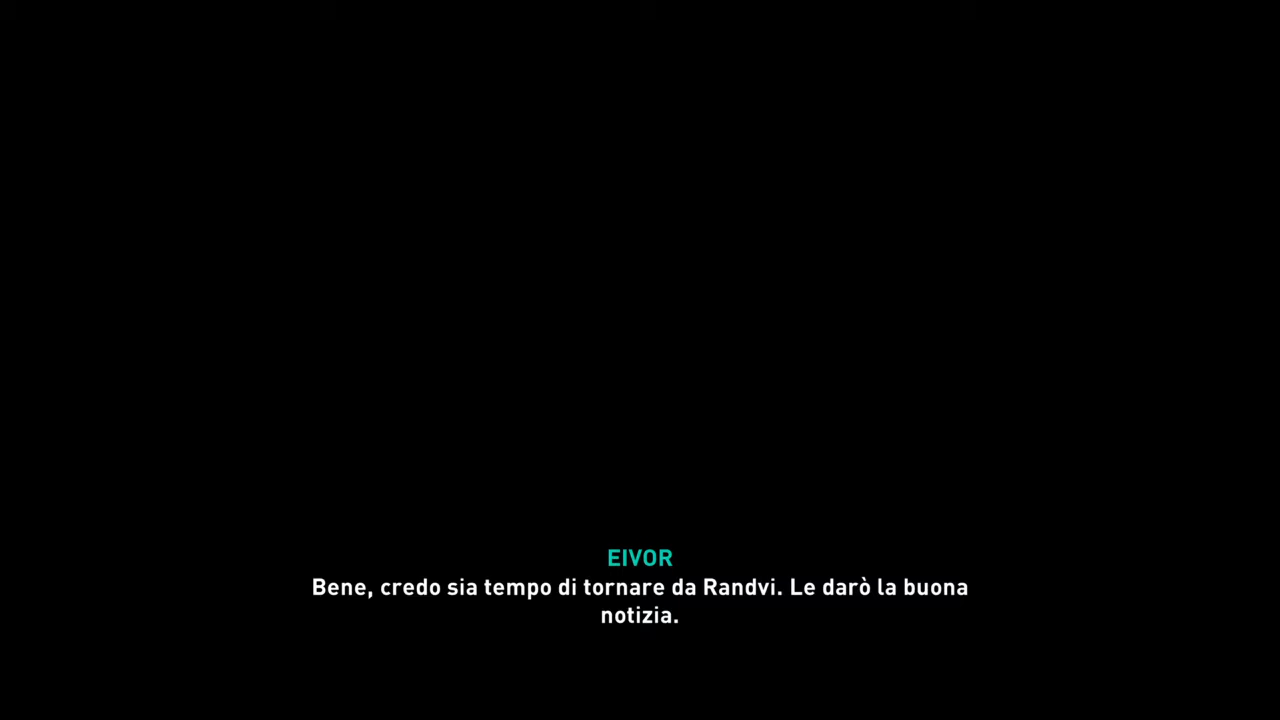 EIVOR
Bene, credo sia tempo di tornare da Randvi. Le darò la buona
notizia.